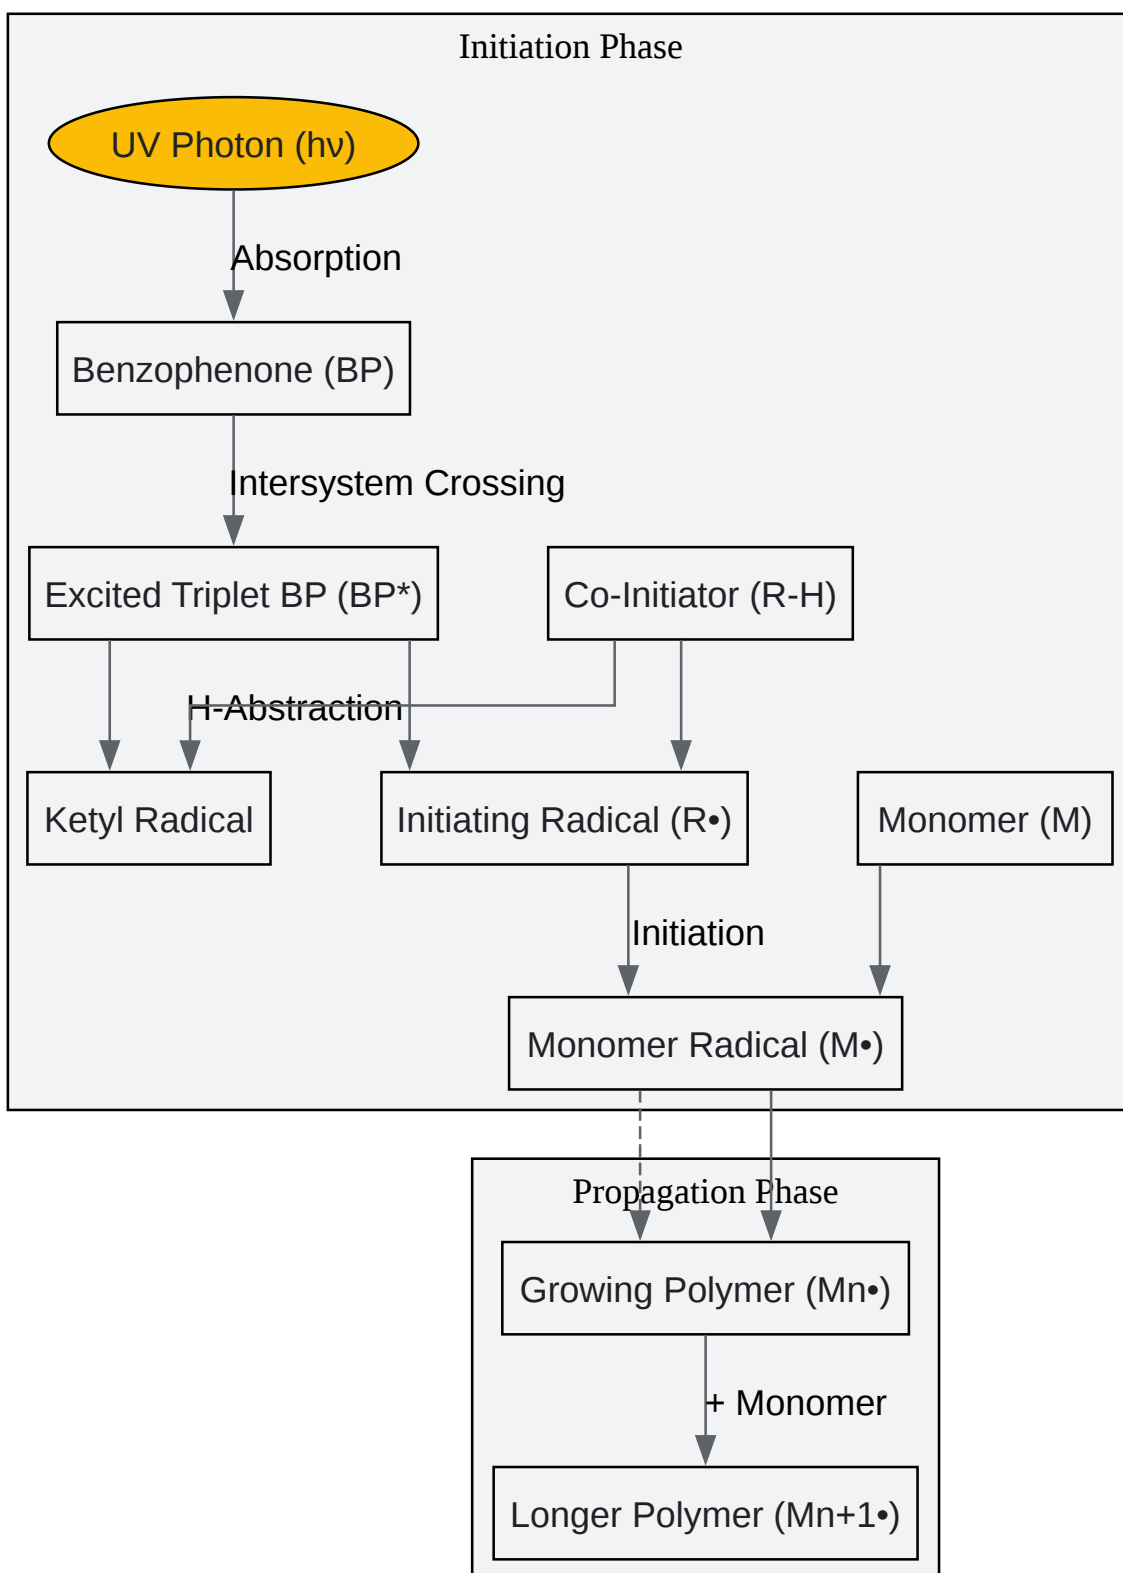 Initiation Phase
UV Photon (hν)
Absorption
Benzophenone (BP)
Intersystem Crossing
Excited Triplet BP (BP*)
Co-Initiator (R-H)
H-Abstraction
Ketyl Radical
Initiating Radical (R•)
Monomer (M)
Initiation
Monomer Radical (M•)
Propagation Phase
Growing Polymer (Mn•)
+ Monomer
Longer Polymer (Mn+1•)